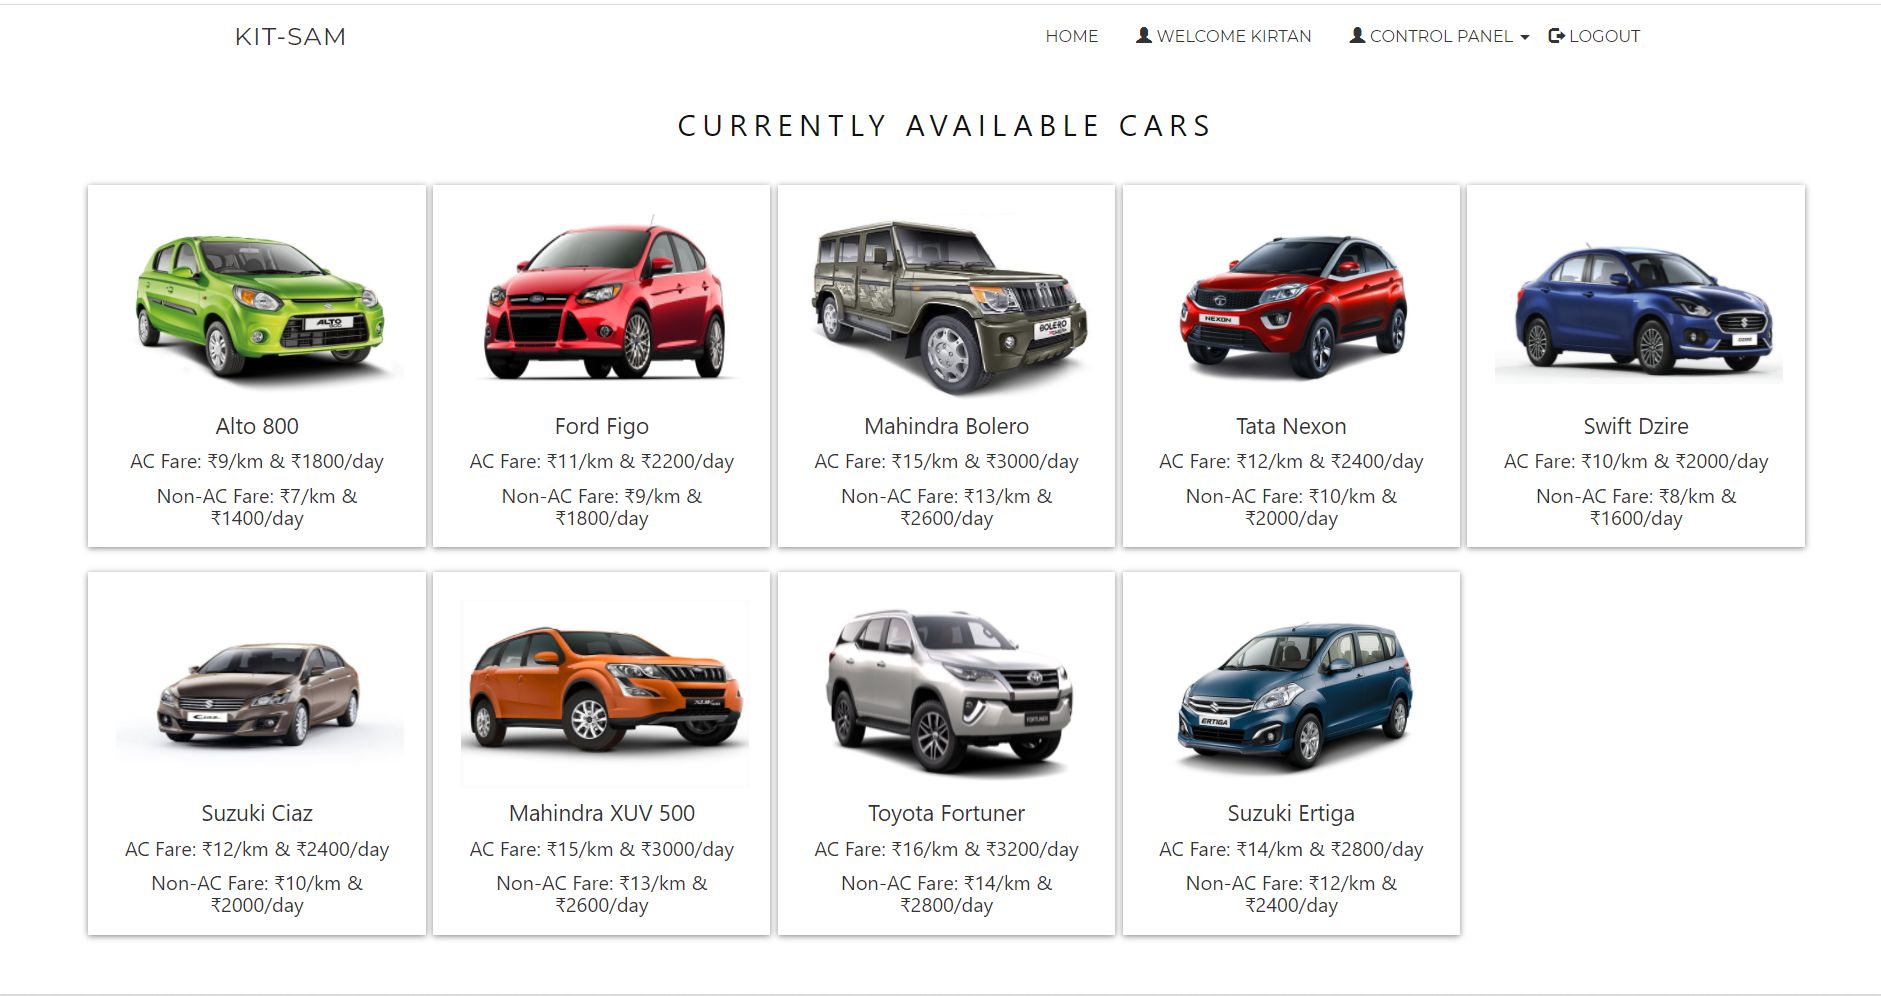 KIT-SAM
HOME
WELCOME KIRTAN
CONTROL PANEL
LOGOUT
CURRENTLY AVAILABLE CARS
ALTO
800
Alto 800
AC Fare: ₹9/km & ₹1800/day
Non-AC Fare: ₹7/km &
₹1400/day
Ford Figo
AC Fare: ₹11/km & ₹2200/day
Non-AC Fare: ₹9/km &
₹1800/day
BOLERO
Mahindra Bolero
AC Fare: ₹15/km & ₹3000/day
Non-AC Fare: ₹13/km &
₹2600/day
NEXON
Tata Nexon
AC Fare: ₹12/km & ₹2400/day
Non-AC Fare: ₹10/km &
₹2000/day
DZIRE
Swift Dzire
AC Fare: ₹10/km & ₹2000/day
Non-AC Fare: ₹8/km &
₹1600/day
Ciaz
Suzuki Ciaz
AC Fare: ₹12/km & ₹2400/day
Non-AC Fare: ₹10/km &
₹2000/day
Mahindra XUV 500
AC Fare: ₹15/km & ₹3000/day
Non-AC Fare: ₹13/km &
₹2600/day
FORTUNER
Toyota Fortuner
AC Fare: ₹16/km & ₹3200/day
Non-AC Fare: ₹14/km &
₹2800/day
ERTIGA
Suzuki Ertiga
AC Fare: ₹14/km & ₹2800/day
Non-AC Fare: ₹12/km &
₹2400/day